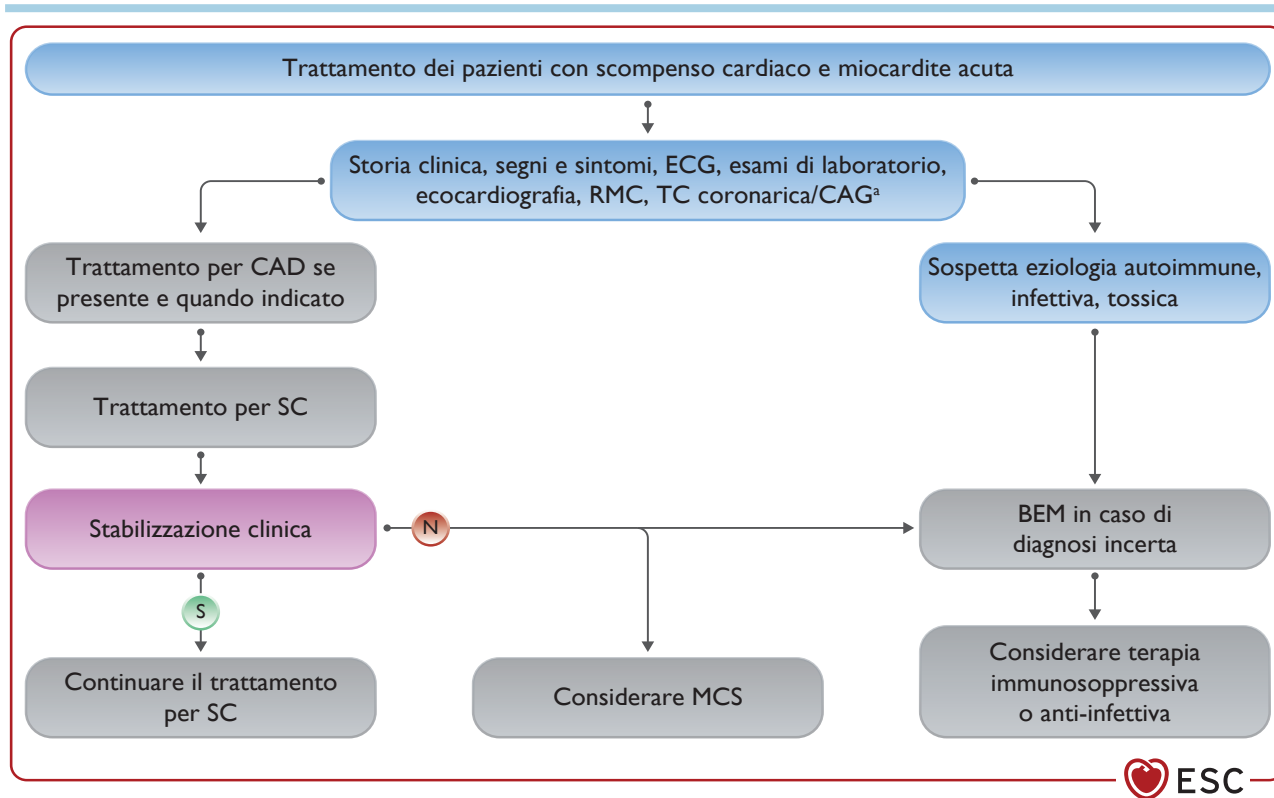 Trattamento dei pazienti con scompenso cardiaco e miocardite acuta
Storia clinica, segni e sintomi, ECG, esami di laboratorio,
ecocardiografia, RMC, TC coronarica/CAGᵃ
Trattamento per CAD se
presente e quando indicato
Sospetta eziologia autoimmune,
infettiva, tossica
Trattamento per SC
Stabilizzazione clinica
N
BEM in caso di
diagnosi incerta
S
Continuare il trattamento
per SC
Considerare MCS
Considerare terapia
immunosoppressiva
o anti-infettiva
ESC